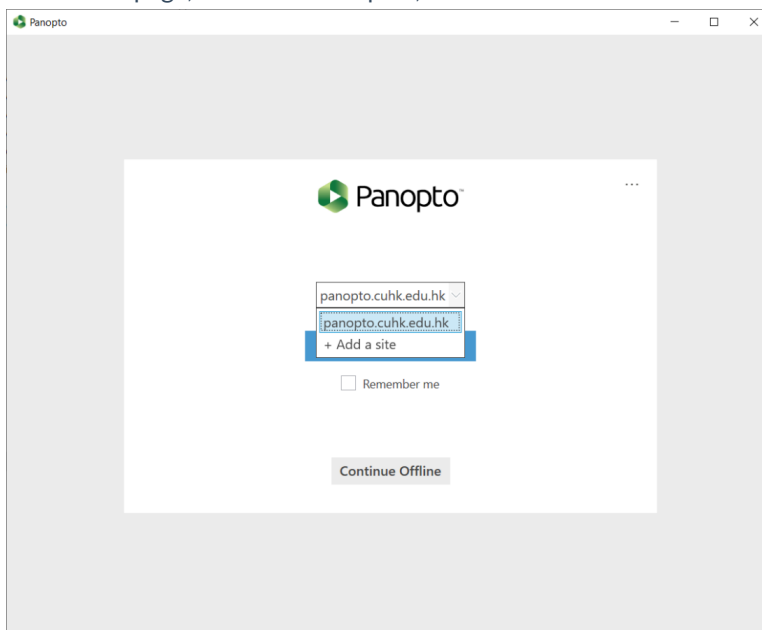 Panopto
Panopto
...
panopto.cuhk.edu.hk
panopto.cuhk.edu.hk
+ Add a site
Remember me
Continue Offline